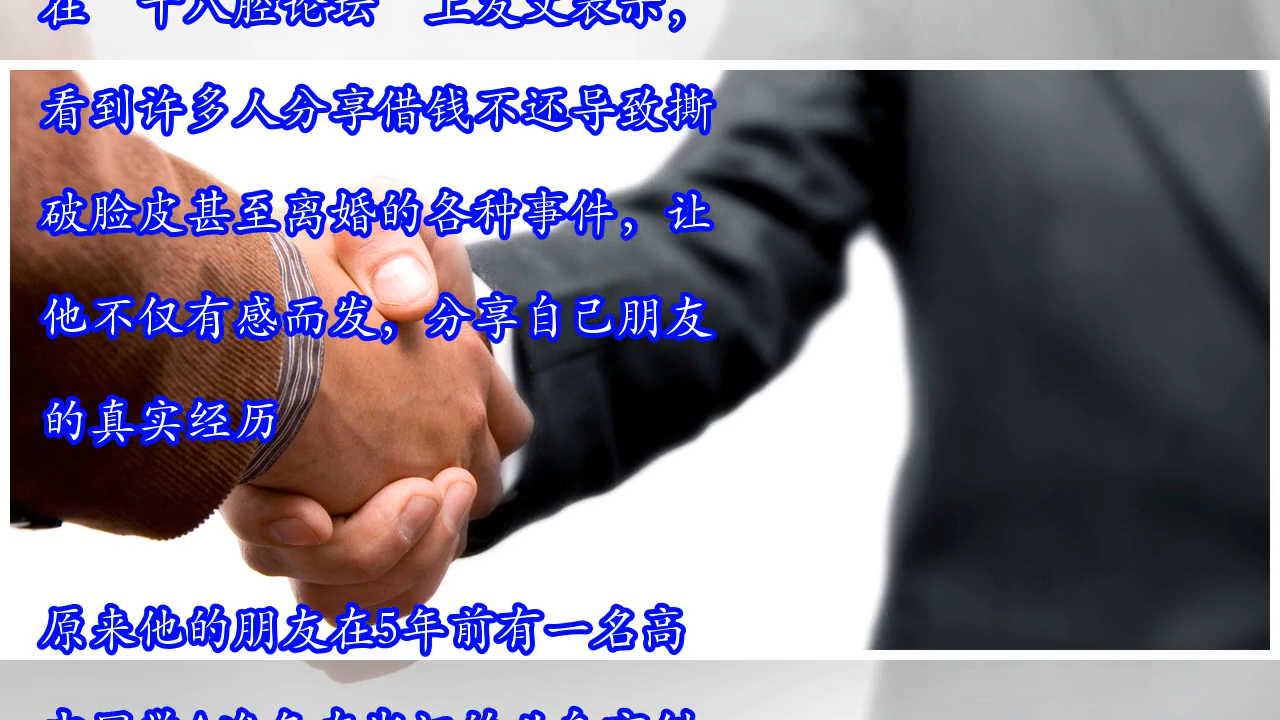 看到许多人分享借钱不还导致撕
破脸皮甚至离婚的各种事件，让
他不仅有感而发，分享自己朋友
的真实经历
原来他的朋友在5年前有一名高